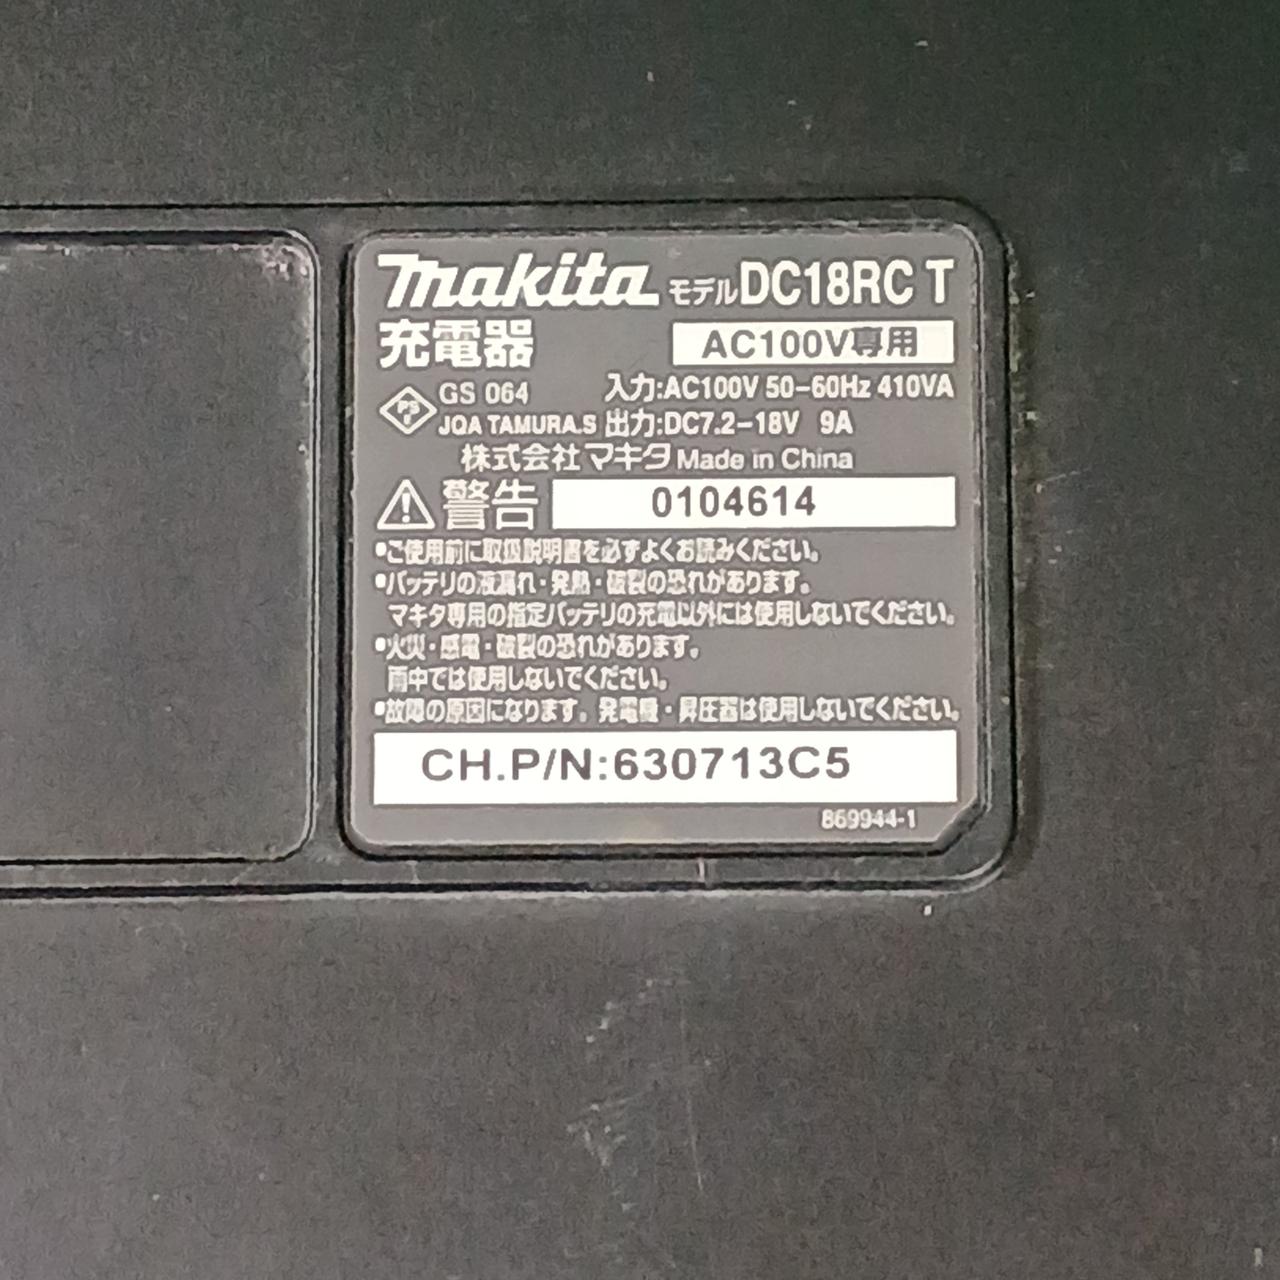 makita モデル DC18RC T
充電器 AC100V専用
PS E GS 064 入力:AC100V 50-60Hz 410VA
JQA TAMURA.S 出力:DC7.2-18V 9A
株式会社マキタ Made in China
警告 0104614
•ご使用前に取扱説明書を必ずよくお読みください。
•バッテリの液漏れ・発熱・破裂の恐れがあります。
マキタ専用の指定バッテリの充電以外には使用しないでください。
•火災・感電・破裂の恐れがあります。
雨中では使用しないでください。
•故障の原因になります。発電機・昇圧器は使用しないでください。
CH.P/N:630713C5
869944-1